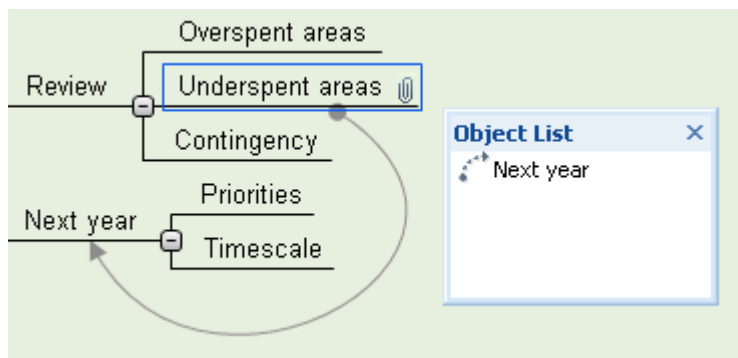 Overspent areas
Review
Underspent areas
Contingency
Next year
Priorities
Timescale
Object List
Next year